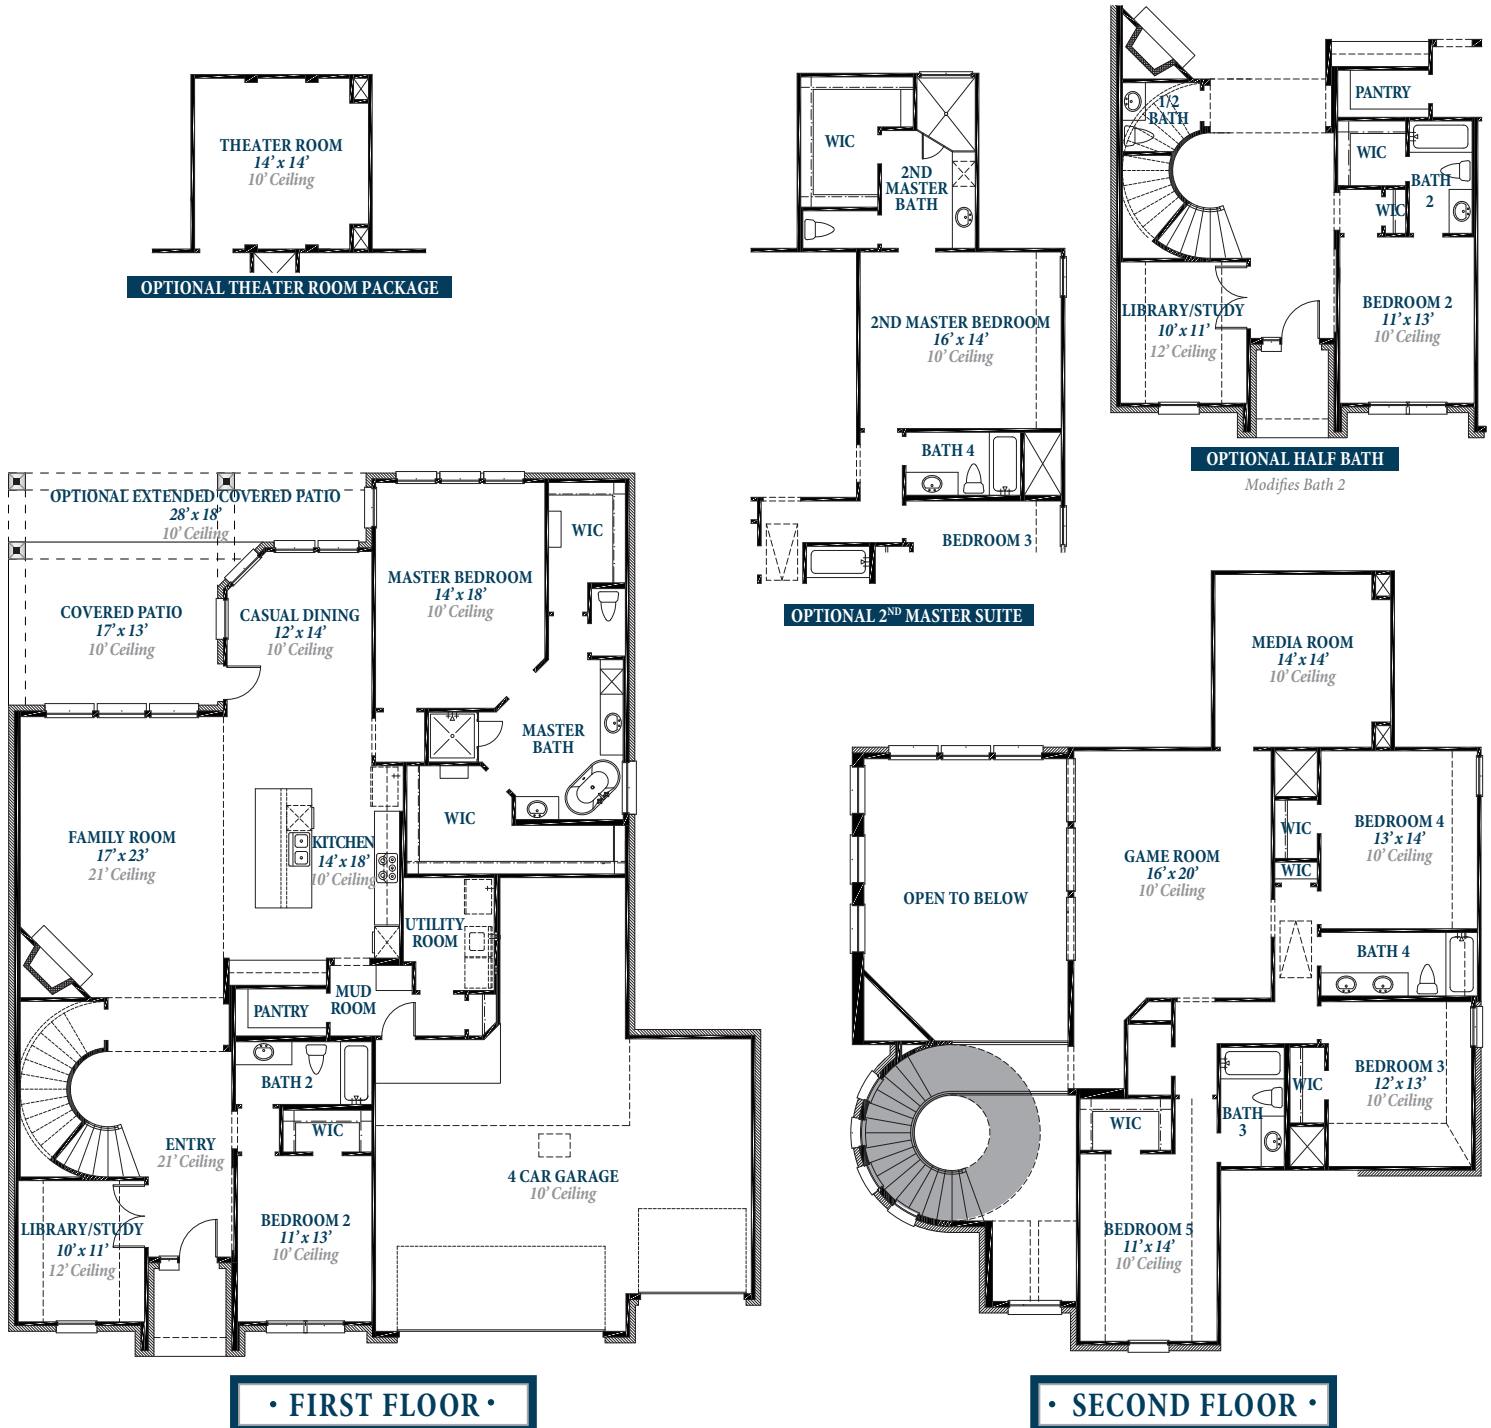 THEATER ROOM
14' x 14'
10' Ceiling
OPTIONAL THEATER ROOM PACKAGE
WIC
2ND
MASTER
BATH
2ND MASTER BEDROOM
16' x 14'
10' Ceiling
BATH 4
BEDROOM 3
OPTIONAL 2ND MASTER SUITE
1/2
BATH
PANTRY
WIC
BATH
2
WIC
LIBRARY/STUDY
10' x 11'
12' Ceiling
BEDROOM 2
11' x 13'
10' Ceiling
OPTIONAL HALF BATH
Modifies Bath 2
OPTIONAL EXTENDED COVERED PATIO
28' x 18'
10' Ceiling
COVERED PATIO
17' x 13'
10' Ceiling
CASUAL DINING
12' x 14'
10' Ceiling
MASTER BEDROOM
14' x 18'
10' Ceiling
WIC
MASTER
BATH
WIC
FAMILY ROOM
17' x 23'
21' Ceiling
KITCHEN
14' x 18'
10' Ceiling
UTILITY
ROOM
MUD
ROOM
PANTRY
BATH 2
WIC
ENTRY
21' Ceiling
4 CAR GARAGE
10' Ceiling
LIBRARY/STUDY
10' x 11'
12' Ceiling
BEDROOM 2
11' x 13'
10' Ceiling
• FIRST FLOOR •
MEDIA ROOM
14' x 14'
10' Ceiling
OPEN TO BELOW
GAME ROOM
16' x 20'
10' Ceiling
WIC
WIC
BEDROOM 4
13' x 14'
10' Ceiling
BATH 4
BEDROOM 3
12' x 13'
10' Ceiling
WIC
BATH
3
WIC
BEDROOM 5
11' x 14'
10' Ceiling
• SECOND FLOOR •